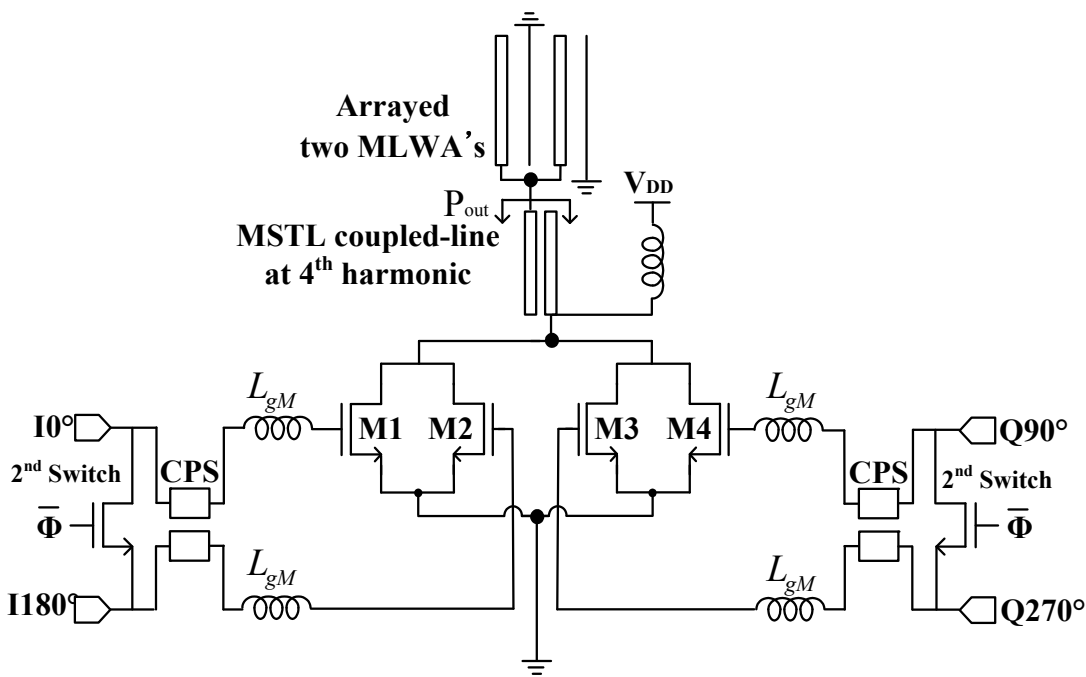 Arrayed
two MLWA's
VDD
Pout
MSTL coupled-line
at 4th harmonic
LgM
LgM
I0°
M1
M2
M3
M4
Q90°
2nd Switch
CPS
CPS
2nd Switch
Φ̅
Φ̅
LgM
LgM
I180°
Q270°